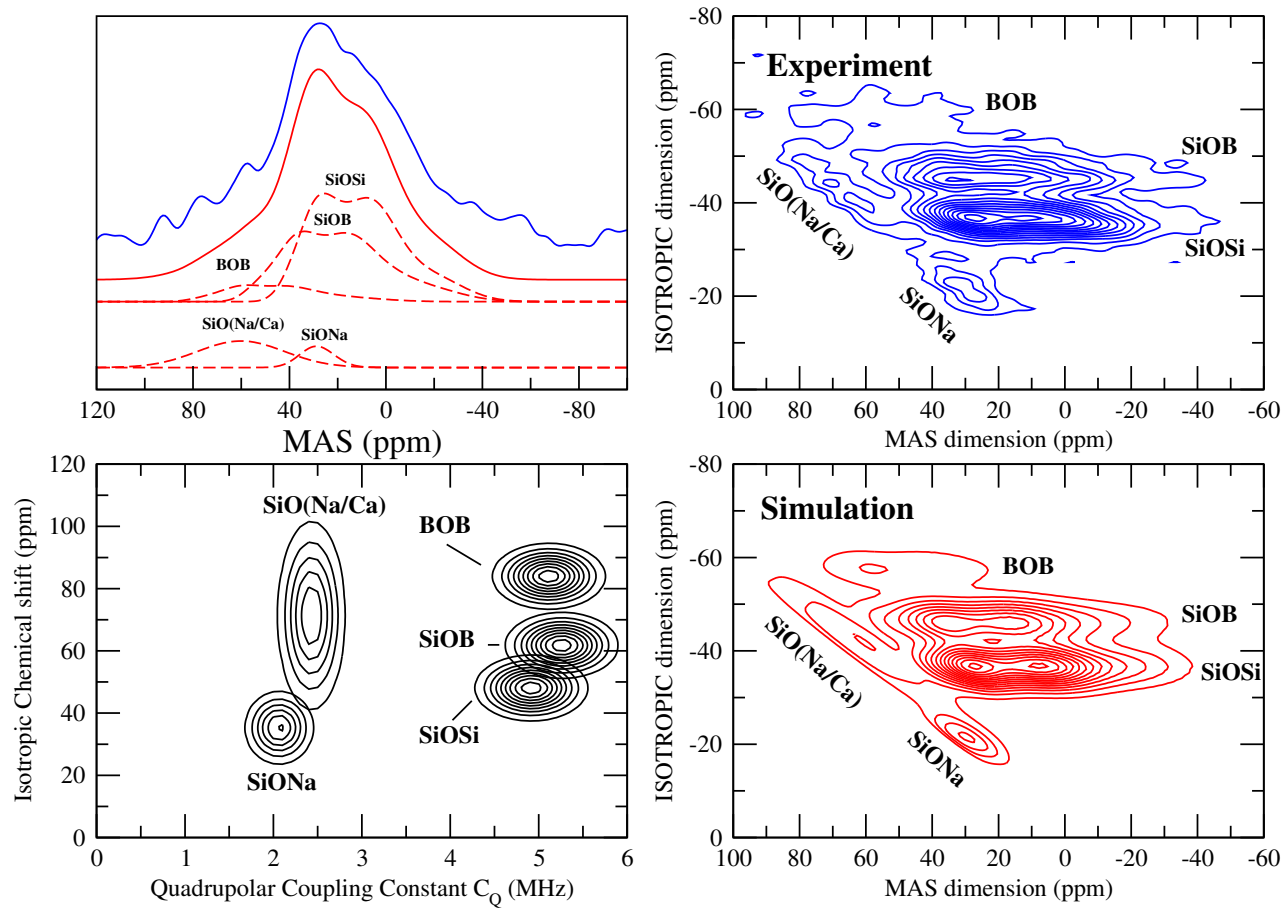 SiOSi
SiOB
BOB
SiO(Na/Ca)
SiONa
120
80
40
0
-40
-80
MAS (ppm)
-80
-60
-40
-20
0
ISOTROPIC dimension (ppm)
Experiment
BOB
SiOB
SiO(Na/Ca)
SiOSi
SiONa
100
80
60
40
20
0
-20
-40
-60
MAS dimension (ppm)
120
100
80
60
40
20
0
Isotropic Chemical shift (ppm)
SiO(Na/Ca)
BOB
SiOB
SiOSi
SiONa
0
1
2
3
4
5
6
Quadrupolar Coupling Constant C_Q (MHz)
-80
-60
-40
-20
0
ISOTROPIC dimension (ppm)
Simulation
BOB
SiOB
SiO(Na/Ca)
SiOSi
SiONa
100
80
60
40
20
0
-20
-40
-60
MAS dimension (ppm)